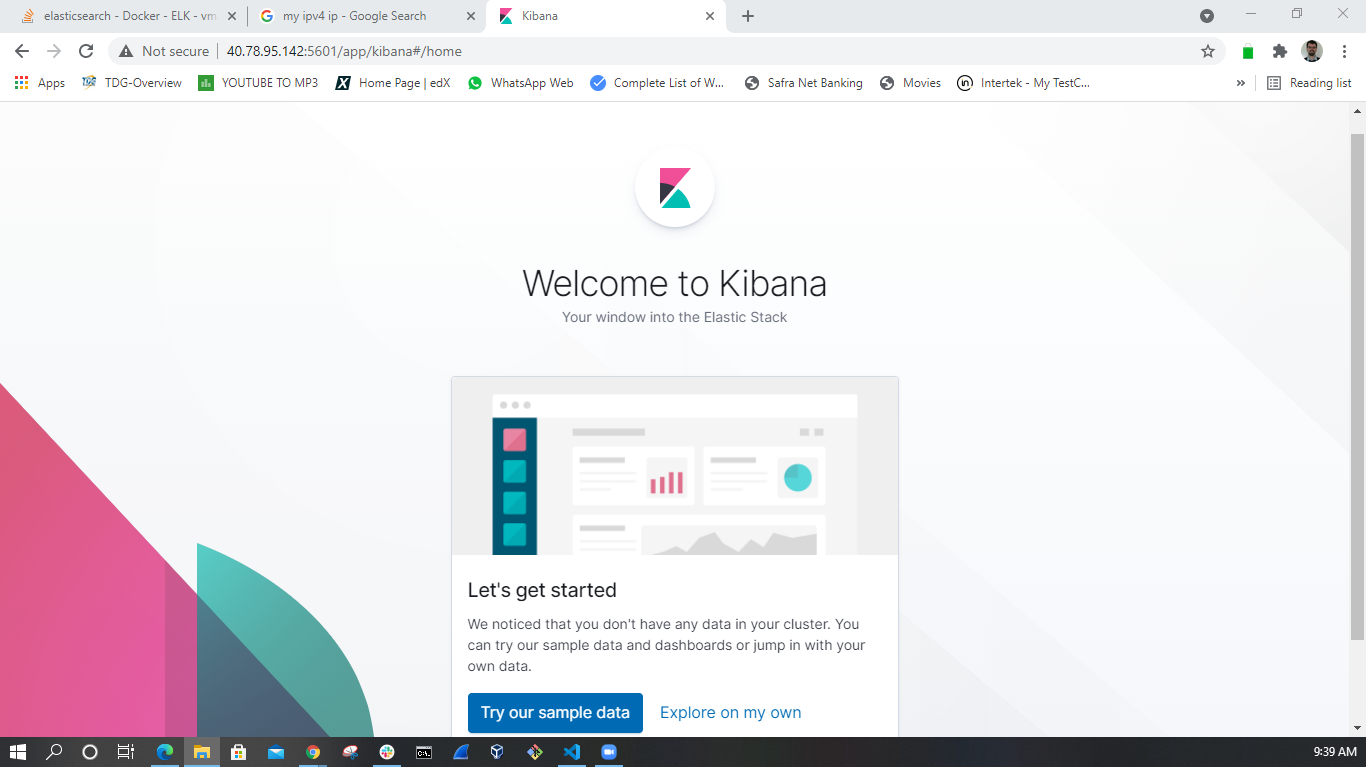 elasticsearch - Docker - ELK - vm
my ipv4 ip - Google Search
Kibana
Not secure
40.78.95.142:5601/app/kibana#/home
Apps
TDG-Overview
YOUTUBE TO MP3
Home Page | edX
WhatsApp Web
Complete List of W...
Safra Net Banking
Movies
Intertek - My TestC...
»
Reading list
Welcome to Kibana
Your window into the Elastic Stack
Let's get started
We noticed that you don't have any data in your cluster. You
can try our sample data and dashboards or jump in with your
own data.
Try our sample data
Explore on my own
9:39 AM